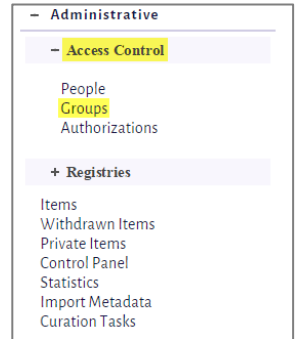 − Administrative
− Access Control
People
Groups
Authorizations
+ Registries
Items
Withdrawn Items
Private Items
Control Panel
Statistics
Import Metadata
Curation Tasks